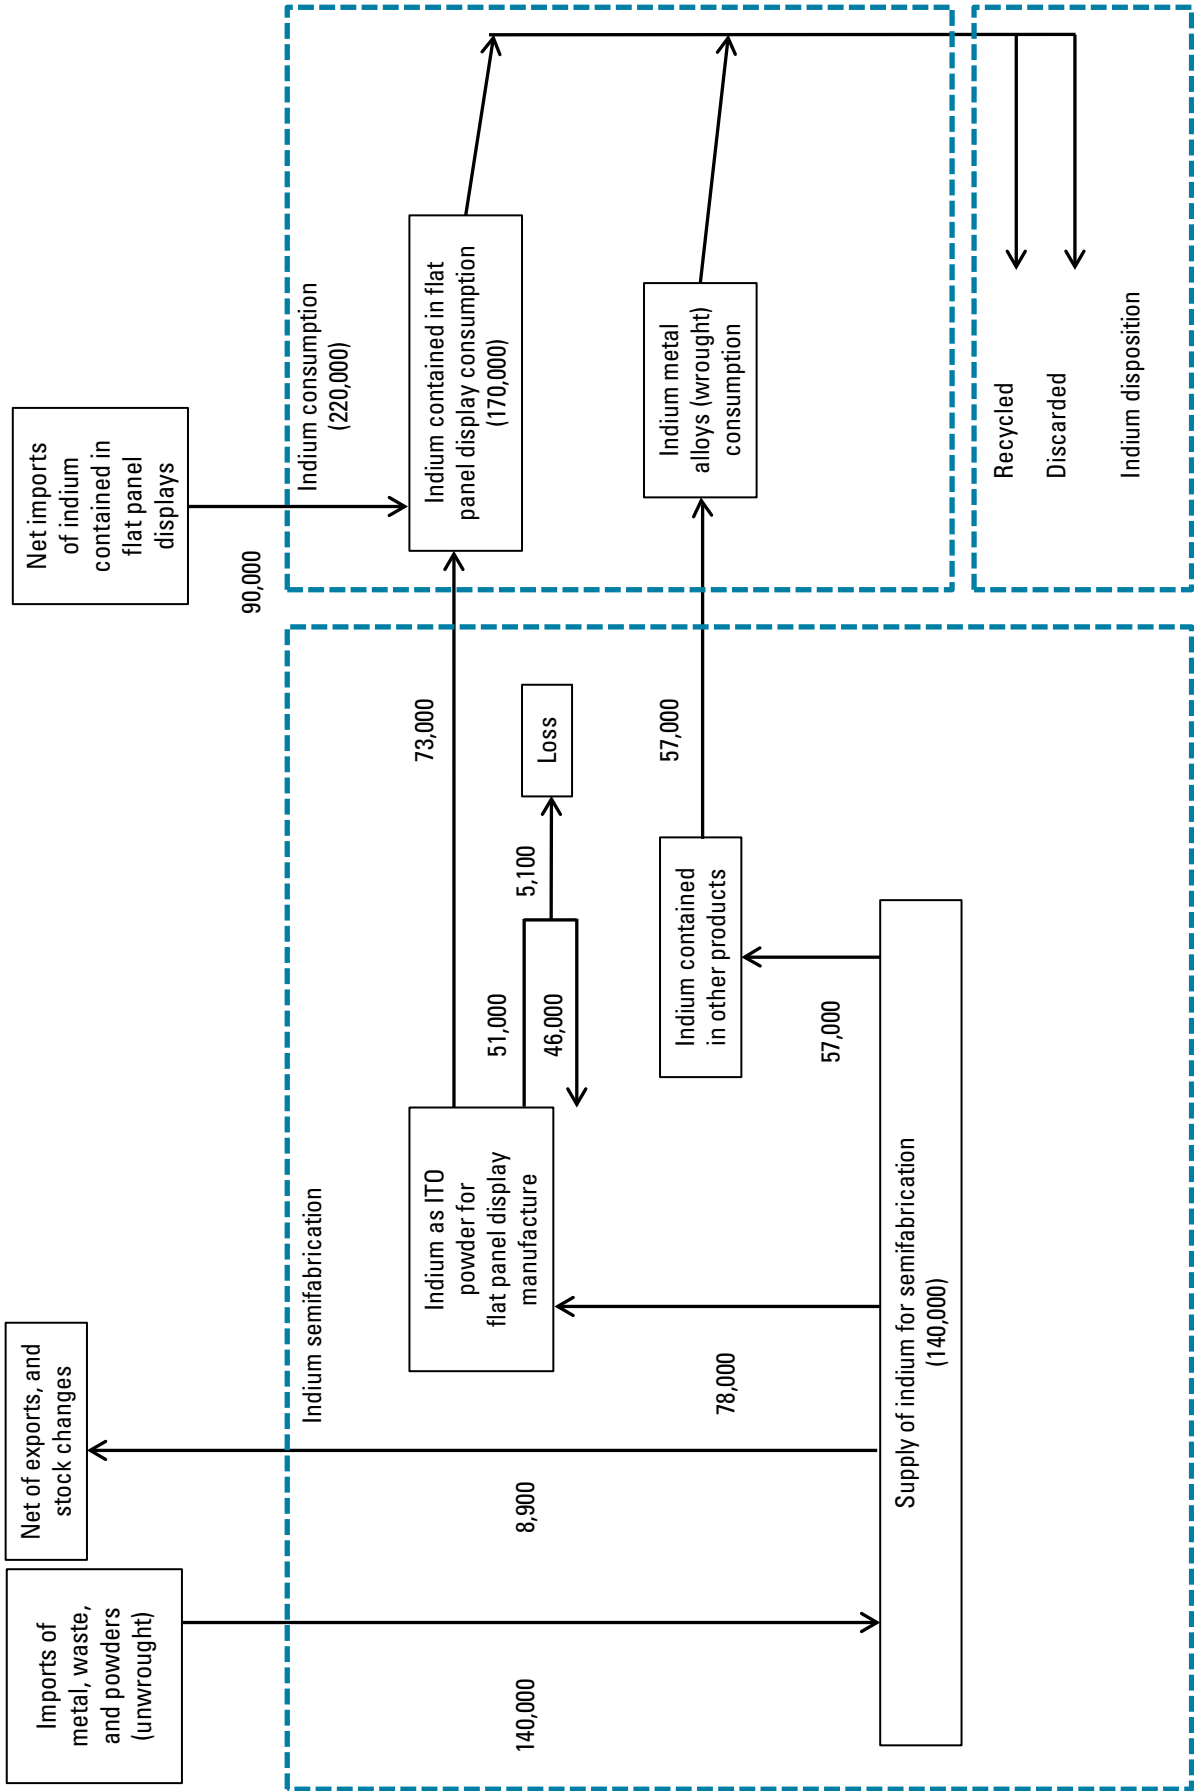 Imports of
metal, waste,
and powders
(unwrought)
Net of exports, and
stock changes
Net imports
of indium
contained in
flat panel
displays
140,000
8,900
90,000
Indium semifabrication
Indium consumption
(220,000)
Indium as ITO
powder for
flat panel display
manufacture
73,000
Indium contained in flat
panel display consumption
(170,000)
51,000
46,000
5,100
Loss
78,000
Indium contained
in other products
57,000
57,000
Indium metal
alloys (wrought)
consumption
Supply of indium for semifabrication
(140,000)
Recycled
Discarded
Indium disposition